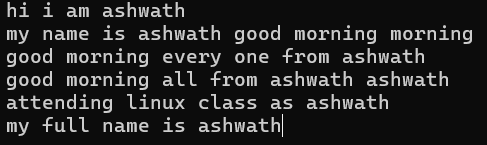 hi i am ashwath
my name is ashwath good morning morning
good morning every one from ashwath
good morning all from ashwath ashwath
attending linux class as ashwath
my full name is ashwath